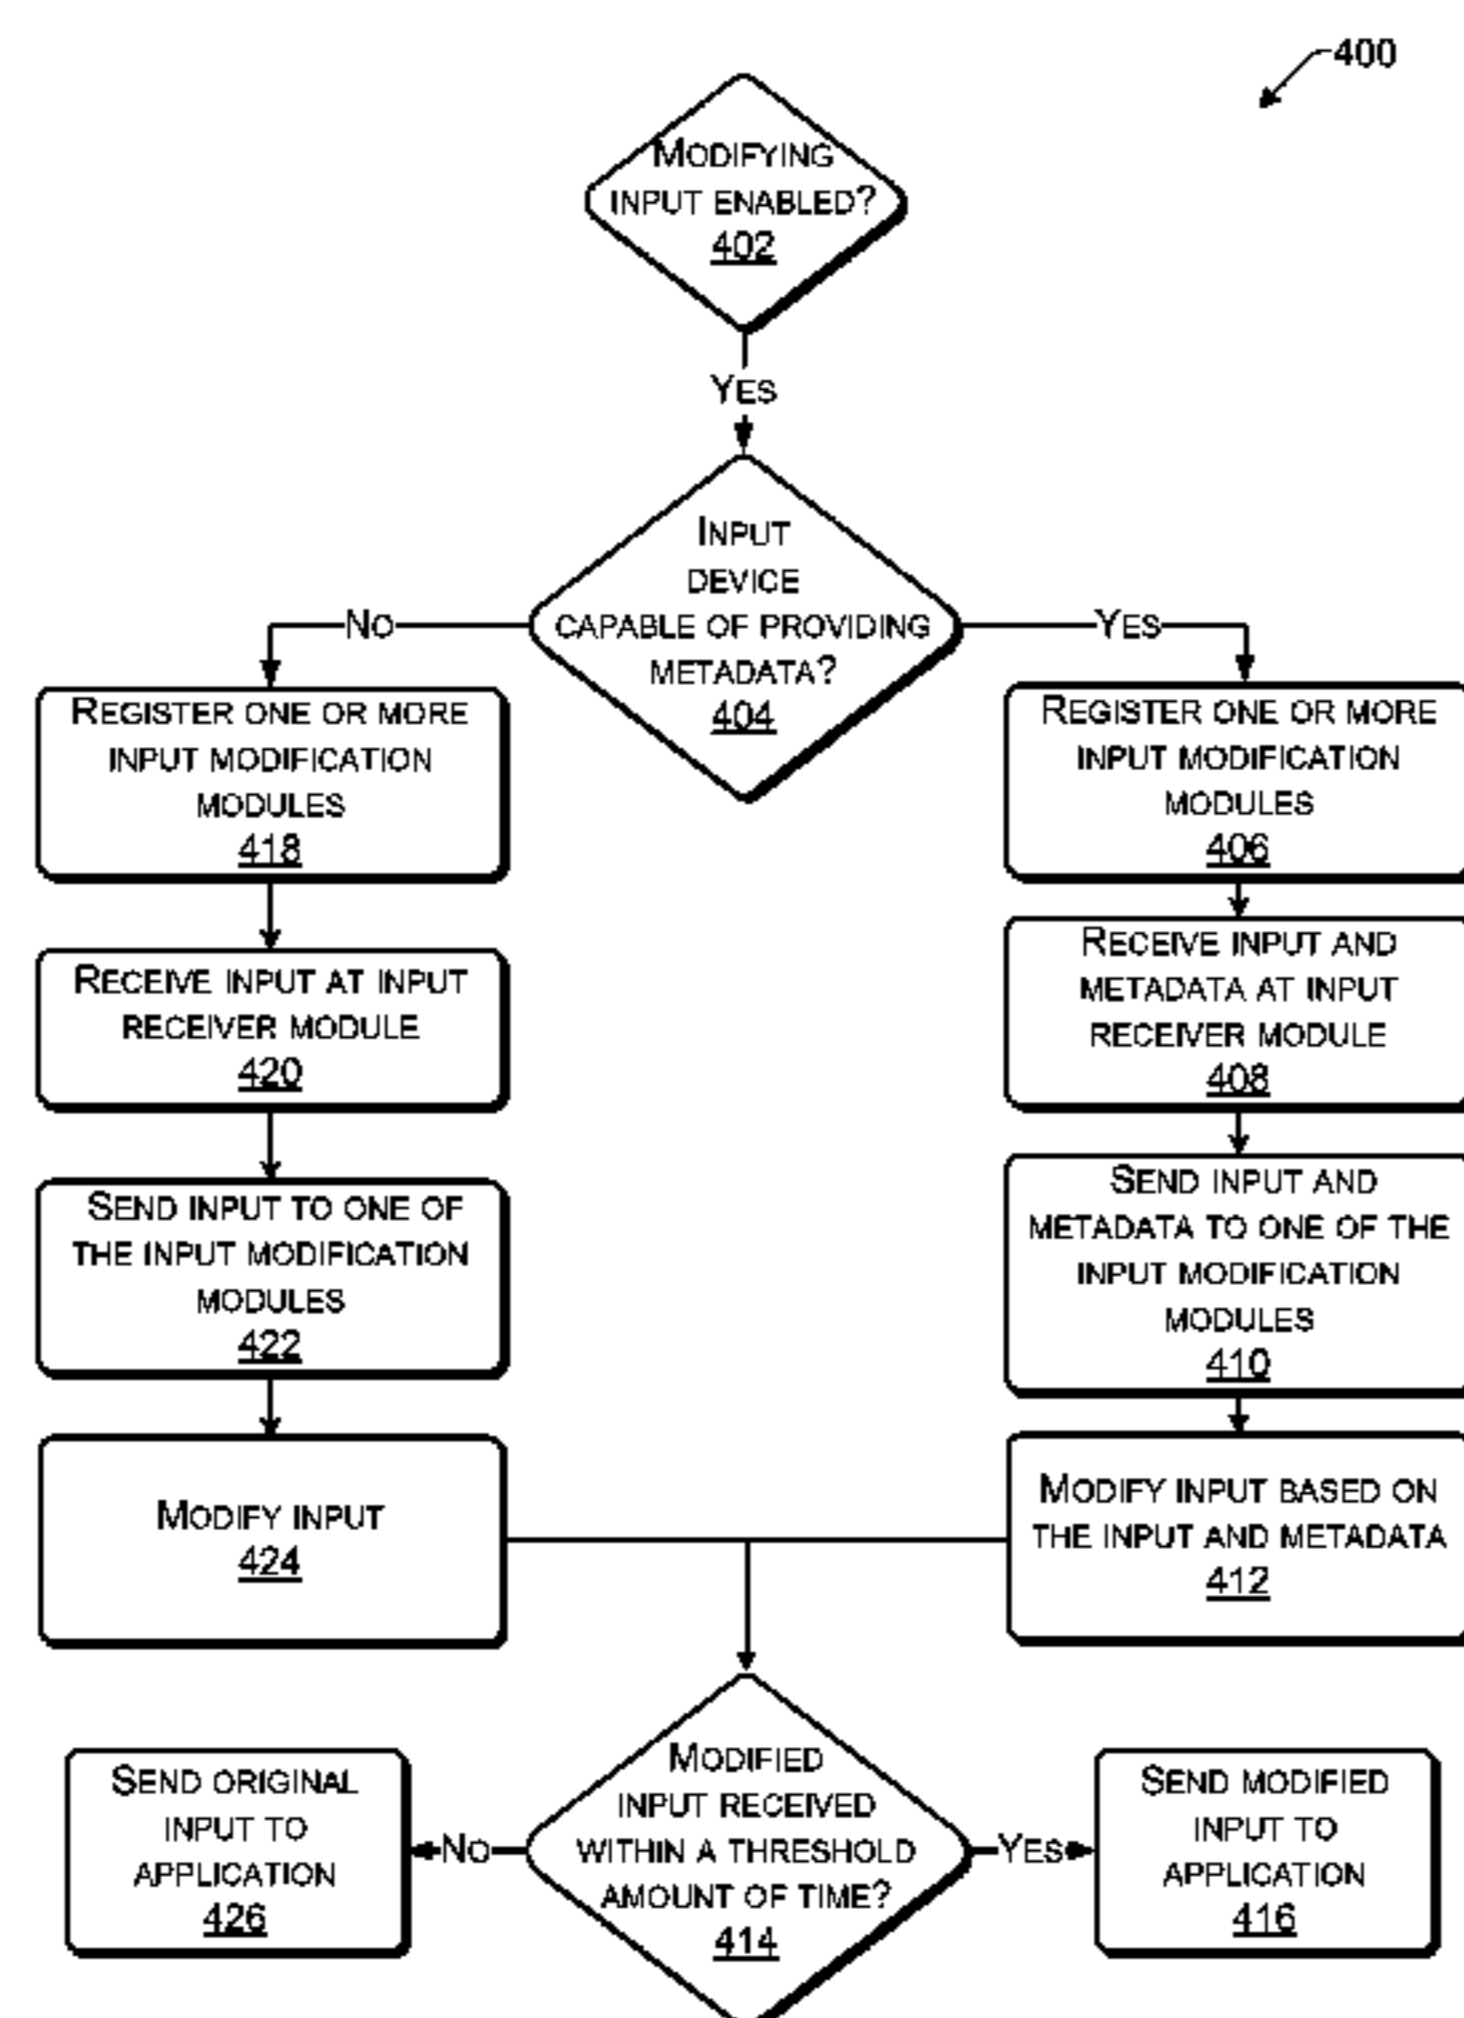 400
MODIFYING
INPUT ENABLED?
402
YES
INPUT
DEVICE
CAPABLE OF PROVIDING
METADATA?
404
NO
YES
REGISTER ONE OR MORE
INPUT MODIFICATION
MODULES
418
RECEIVE INPUT AT INPUT
RECEIVER MODULE
420
SEND INPUT TO ONE OF
THE INPUT MODIFICATION
MODULES
422
MODIFY INPUT
424
REGISTER ONE OR MORE
INPUT MODIFICATION
MODULES
406
RECEIVE INPUT AND
METADATA AT INPUT
RECEIVER MODULE
408
SEND INPUT AND
METADATA TO ONE OF THE
INPUT MODIFICATION
MODULES
410
MODIFY INPUT BASED ON
THE INPUT AND METADATA
412
MODIFIED
INPUT RECEIVED
WITHIN A THRESHOLD
AMOUNT OF TIME?
414
NO
YES
SEND ORIGINAL
INPUT TO
APPLICATION
426
SEND MODIFIED
INPUT TO
APPLICATION
416